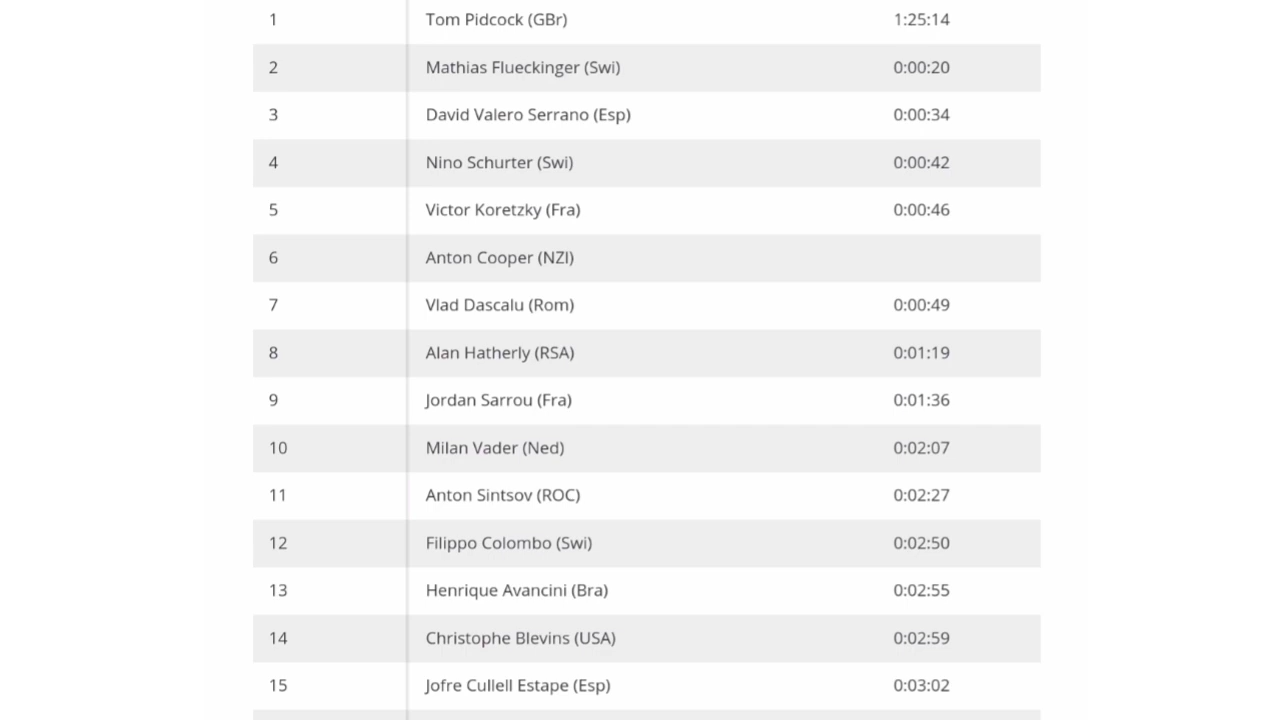 1 Tom Pidcock (GBr) 1:25:14
2 Mathias Flueckinger (Swi) 0:00:20
3 David Valero Serrano (Esp) 0:00:34
4 Nino Schurter (Swi) 0:00:42
5 Victor Koretzky (Fra) 0:00:46
6 Anton Cooper (NZl)
7 Vlad Dascalu (Rom) 0:00:49
8 Alan Hatherly (RSA) 0:01:19
9 Jordan Sarrou (Fra) 0:01:36
10 Milan Vader (Ned) 0:02:07
11 Anton Sintsov (ROC) 0:02:27
12 Filippo Colombo (Swi) 0:02:50
13 Henrique Avancini (Bra) 0:02:55
14 Christophe Blevins (USA) 0:02:59
15 Jofre Cullell Estape (Esp) 0:03:02